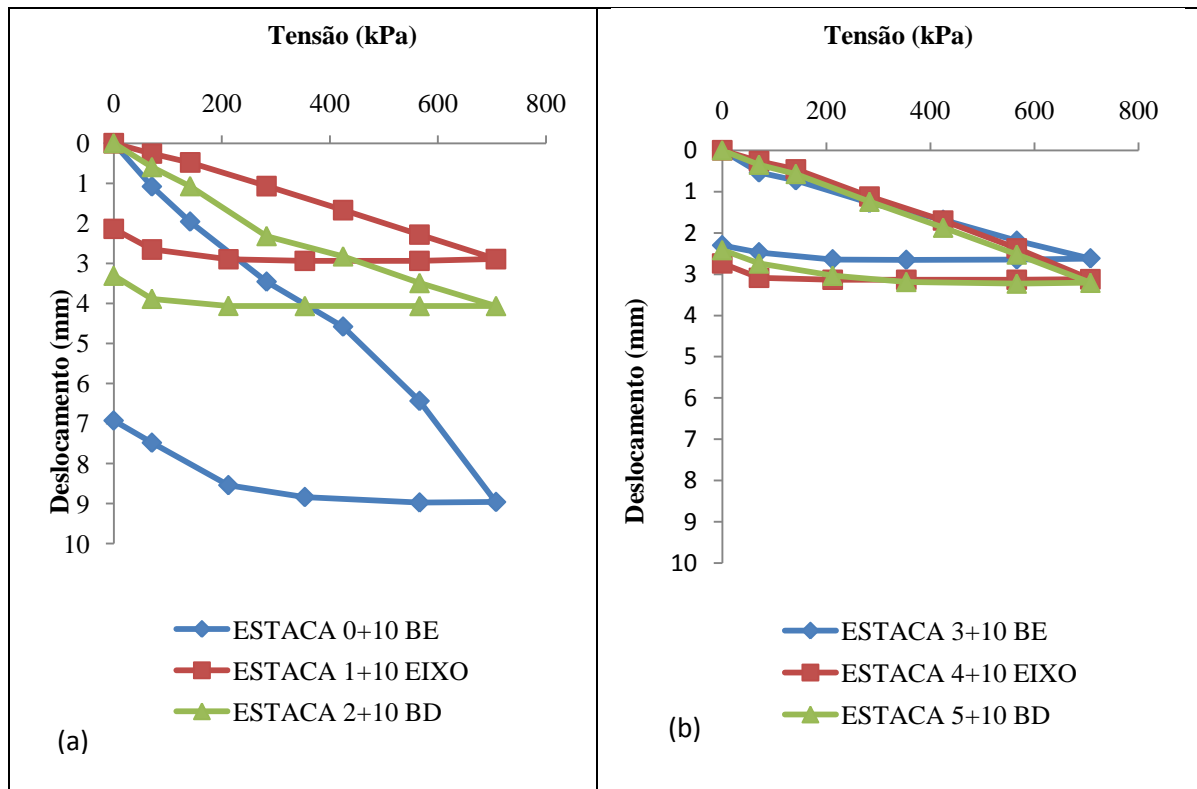 Tensão (kPa)
0 200 400 600 800
0
1
2
3
4
5
6
7
8
9
10
Deslocamento (mm)
ESTACA 0+10 BE
ESTACA 1+10 EIXO
ESTACA 2+10 BD
(a)
Tensão (kPa)
0 200 400 600 800
0
1
2
3
4
5
6
7
8
9
10
Deslocamento (mm)
ESTACA 3+10 BE
ESTACA 4+10 EIXO
ESTACA 5+10 BD
(b)